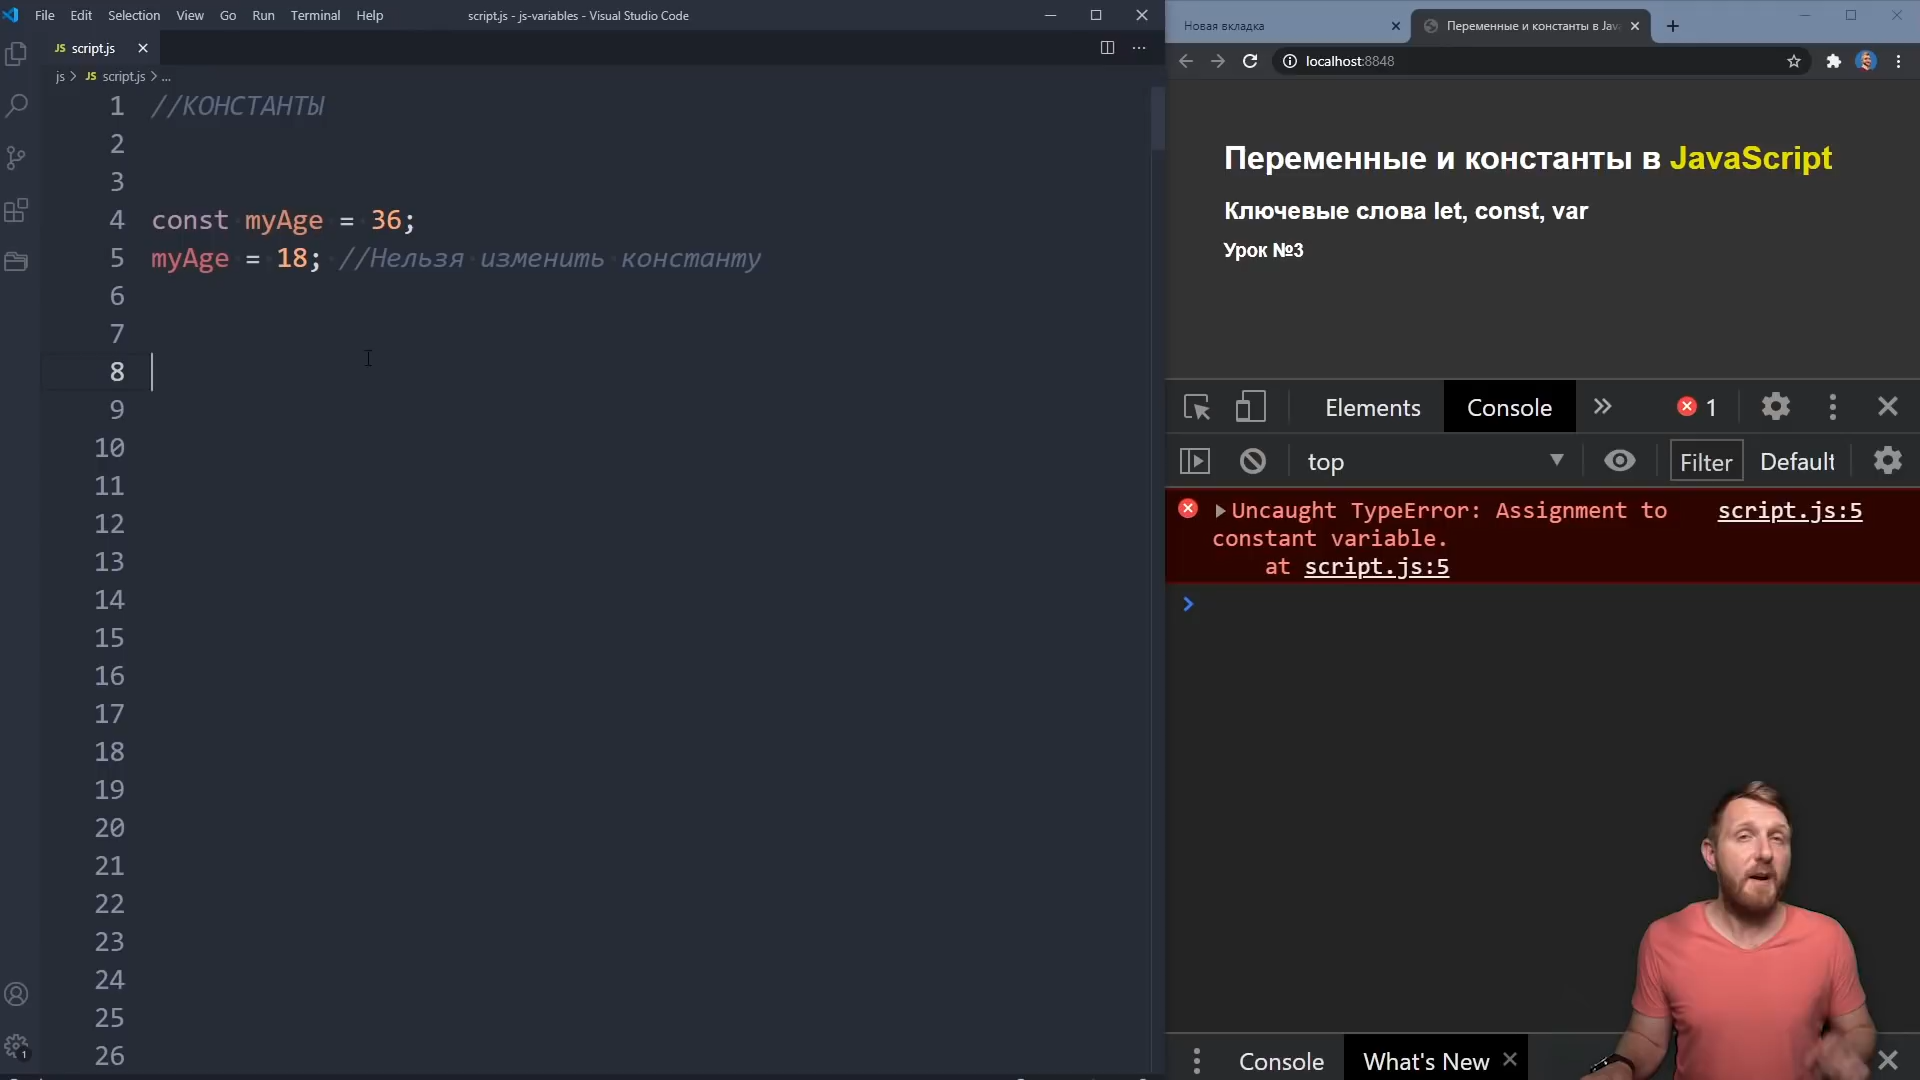 File Edit Selection View Go Run Terminal Help
script.js - js-variables - Visual Studio Code
JS script.js
js > JS script.js > ...
1 //КОНСТАНТЫ
2
3
4 const myAge = 36;
5 myAge = 18; //Нельзя изменить константу
6
7
8
9
10
11
12
13
14
15
16
17
18
19
20
21
22
23
24
25
26
1
Новая вкладка
Переменные и константы в Jav
localhost:8848
Переменные и константы в JavaScript
Ключевые слова let, const, var
Урок №3
Elements Console 1
top Filter Default
Uncaught TypeError: Assignment to script.js:5
constant variable.
at script.js:5
Console What's New